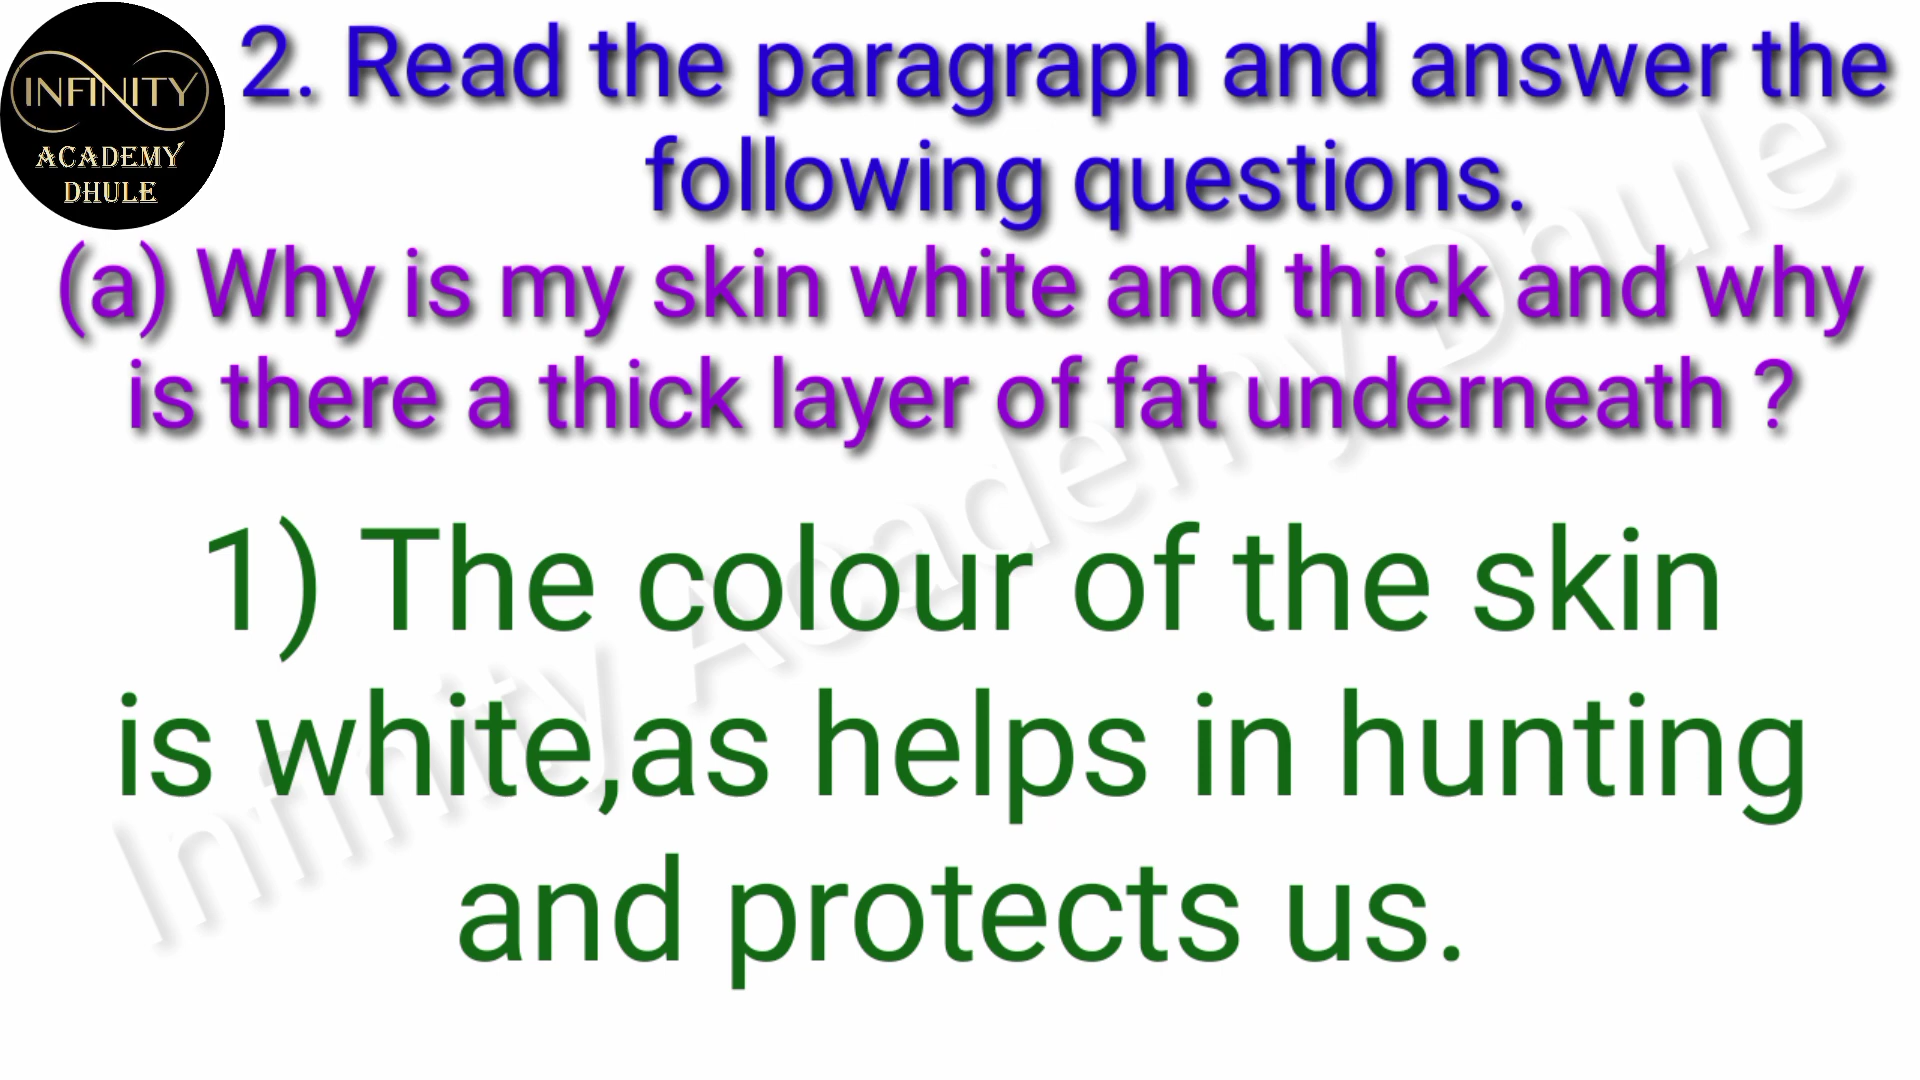 INFINITY
ACADEMY
DHULE
2. Read the paragraph and answer the
following questions.
(a) Why is my skin white and thick and why
is there a thick layer of fat underneath ?
1) The colour of the skin
is white,as helps in hunting
and protects us.
Infinity Academy Dhule